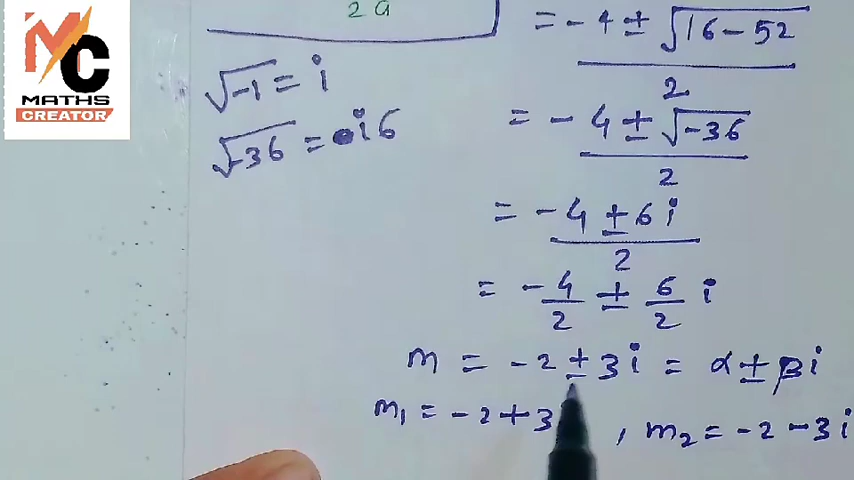 MC
MATHS
CREATOR
2a
√-1 = i
√-36 = i6
= -4 ± √16-52 / 2
= -4 ± √-36 / 2
= -4 ± 6i / 2
= -4/2 ± 6/2 i
m = -2 ± 3i = α ± βi
m₁ = -2 + 3 , m₂ = -2 - 3i